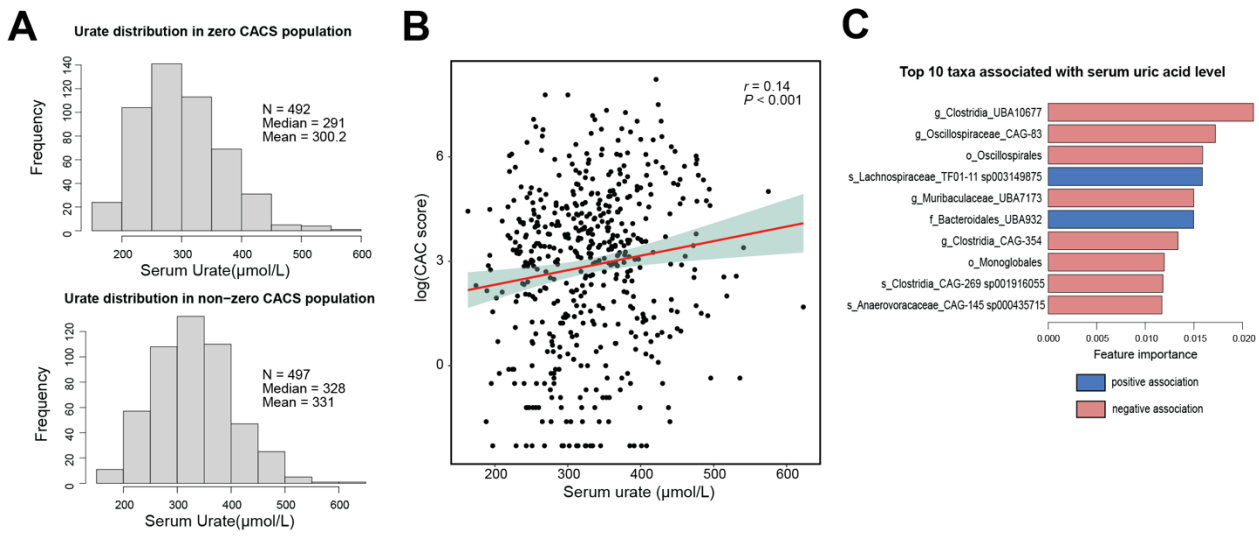 A
Urate distribution in zero CACS population
Frequency
0
20
40
60
80
100
120
140
N = 492
Median = 291
Mean = 300.2
200
300
400
500
600
Serum Urate(μmol/L)
Urate distribution in non−zero CACS population
Frequency
0
20
40
60
80
100
120
N = 497
Median = 328
Mean = 331
200
300
400
500
600
Serum Urate(μmol/L)
B
r = 0.14
P < 0.001
log(CAC score)
6
3
0
200
300
400
500
600
Serum urate (μmol/L)
C
Top 10 taxa associated with serum uric acid level
g_Clostridia_UBA10677
g_Oscillospiraceae_CAG-83
o_Oscillospirales
s_Lachnospiraceae_TF01-11 sp003149875
g_Muribaculaceae_UBA7173
f_Bacteroidales_UBA932
g_Clostridia_CAG-354
o_Monoglobales
s_Clostridia_CAG-269 sp001916055
s_Anaerovoracaceae_CAG-145 sp000435715
0.000
0.005
0.010
0.015
0.020
Feature importance
positive association
negative association